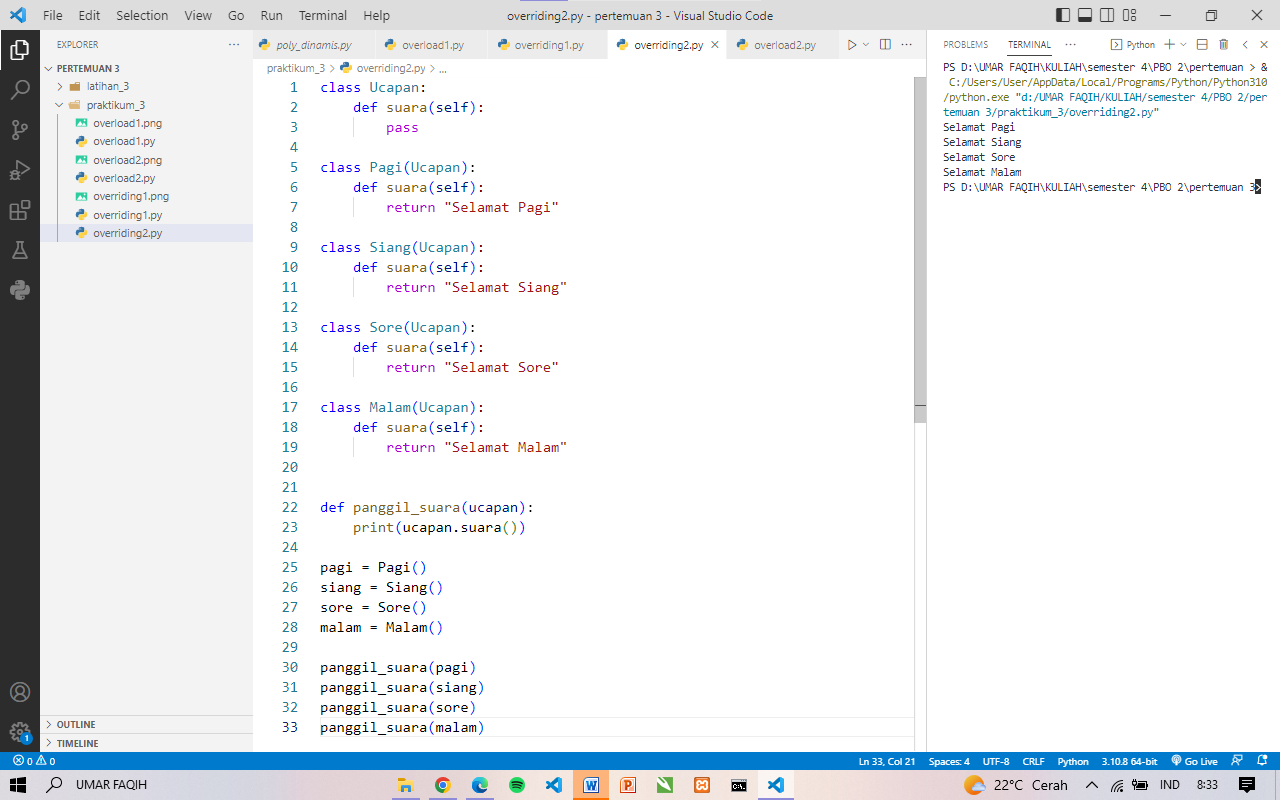 File Edit Selection View Go Run Terminal Help
overriding2.py - pertemuan 3 - Visual Studio Code
EXPLORER
PERTEMUAN 3
latihan_3
praktikum_3
overload1.png
overload1.py
overload2.png
overload2.py
overriding1.png
overriding1.py
overriding2.py
OUTLINE
TIMELINE
poly_dinamis.py overload1.py overriding1.py overriding2.py overload2.py
praktikum_3 > overriding2.py > ...
1 class Ucapan:
2     def suara(self):
3         pass
4
5 class Pagi(Ucapan):
6     def suara(self):
7         return "Selamat Pagi"
8
9 class Siang(Ucapan):
10     def suara(self):
11         return "Selamat Siang"
12
13 class Sore(Ucapan):
14     def suara(self):
15         return "Selamat Sore"
16
17 class Malam(Ucapan):
18     def suara(self):
19         return "Selamat Malam"
20
21
22 def panggil_suara(ucapan):
23     print(ucapan.suara())
24
25 pagi = Pagi()
26 siang = Siang()
27 sore = Sore()
28 malam = Malam()
29
30 panggil_suara(pagi)
31 panggil_suara(siang)
32 panggil_suara(sore)
33 panggil_suara(malam)
PROBLEMS TERMINAL ... Python
PS D:\UMAR FAQIH\KULIAH\semester 4\PBO 2\pertemuan > &
C:/Users/User/AppData/Local/Programs/Python/Python310
/python.exe "d:/UMAR FAQIH/KULIAH/semester 4/PBO 2/per
temuan 3/praktikum_3/overriding2.py"
Selamat Pagi
Selamat Siang
Selamat Sore
Selamat Malam
PS D:\UMAR FAQIH\KULIAH\semester 4\PBO 2\pertemuan 3>
1
0 0 Ln 33, Col 21 Spaces: 4 UTF-8 CRLF Python 3.10.8 64-bit Go Live
UMAR FAQIH 22°C Cerah IND 8:33